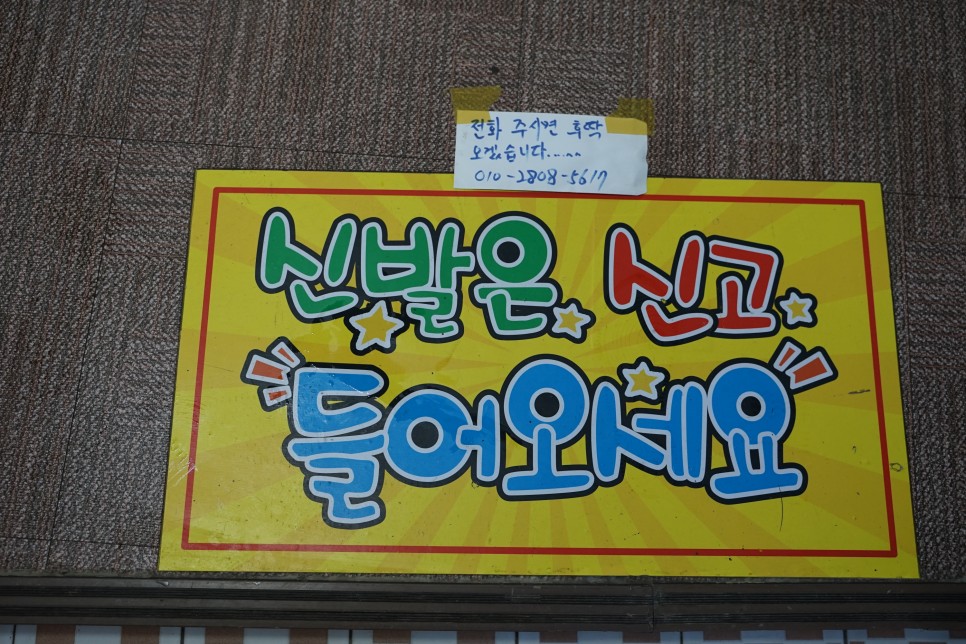 전화 주시면 후딱
오겠습니다......
010-2808-5617
신발은 신고
들어오세요